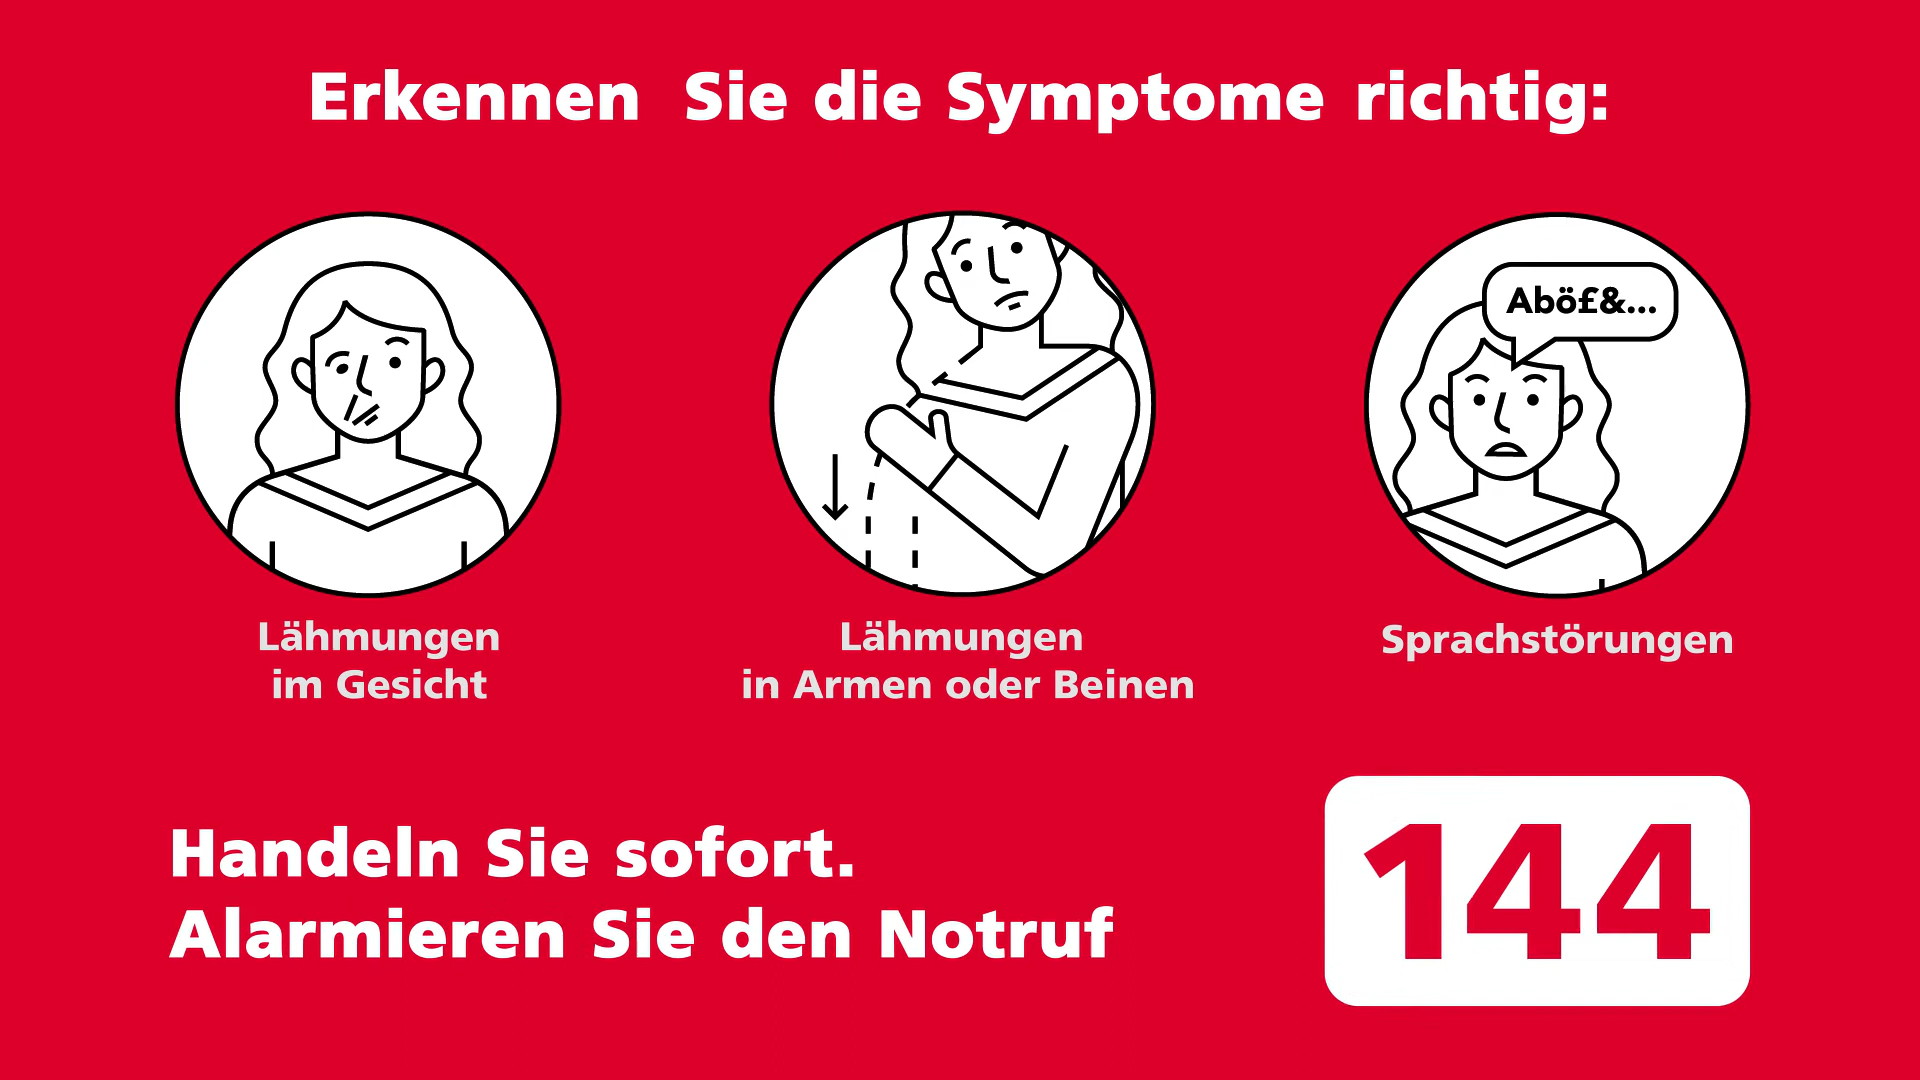 Erkennen Sie die Symptome richtig:
Abö£&...
Lähmungen
im Gesicht
Lähmungen
in Armen oder Beinen
Sprachstörungen
Handeln Sie sofort.
Alarmieren Sie den Notruf
144